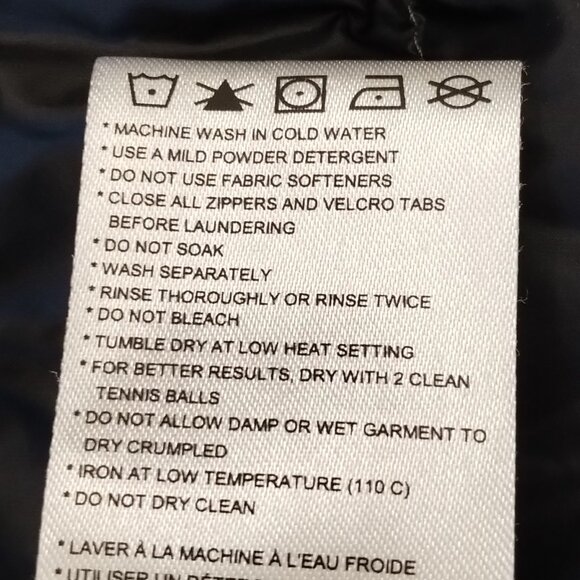 * MACHINE WASH IN COLD WATER
* USE A MILD POWDER DETERGENT
* DO NOT USE FABRIC SOFTENERS
* CLOSE ALL ZIPPERS AND VELCRO TABS
BEFORE LAUNDERING
* DO NOT SOAK
* WASH SEPARATELY
* RINSE THOROUGHLY OR RINSE TWICE
* DO NOT BLEACH
* TUMBLE DRY AT LOW HEAT SETTING
* FOR BETTER RESULTS, DRY WITH 2 CLEAN
TENNIS BALLS
* DO NOT ALLOW DAMP OR WET GARMENT TO
DRY CRUMPLED
* IRON AT LOW TEMPERATURE (110 C)
* DO NOT DRY CLEAN
* LAVER À LA MACHINE À L'EAU FROIDE
* UTILISER UN